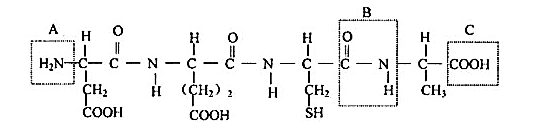 A B C
H O H O H O H
H₂N—C — C — N — C — C — N — C — C — N — C — COOH
CH₂ H (CH₂)₂ H CH₂ H CH₃
COOH COOH SH